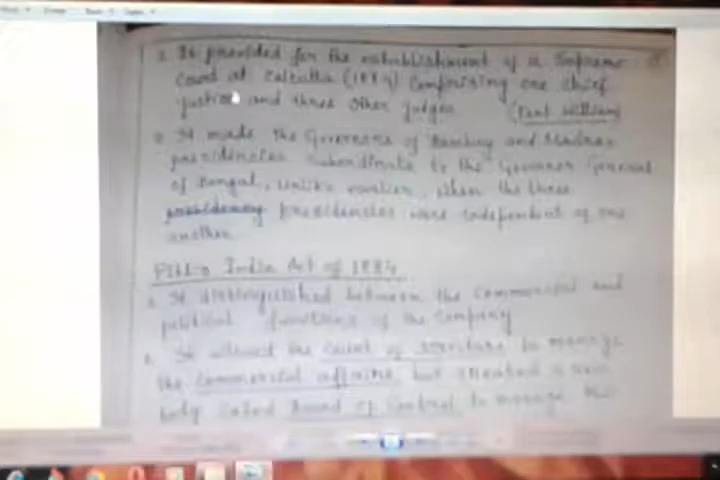 It provided for the establishment of a Supreme
Court at Calcutta (1884) comprising one chief
justice and three other judges (Fort William)
It made the Governors of Bombay and Madras
presidencies subordinate to the Governor General
of Bengal, unlike earlier, when the three
presidency presidencies were independent of one
another
Pitt's India Act of 1884
It distinguished between the commercial and
political functions of the Company
It allowed the Court of Directors to manage
the commercial affairs but created a new
body called Board of Control to manage the